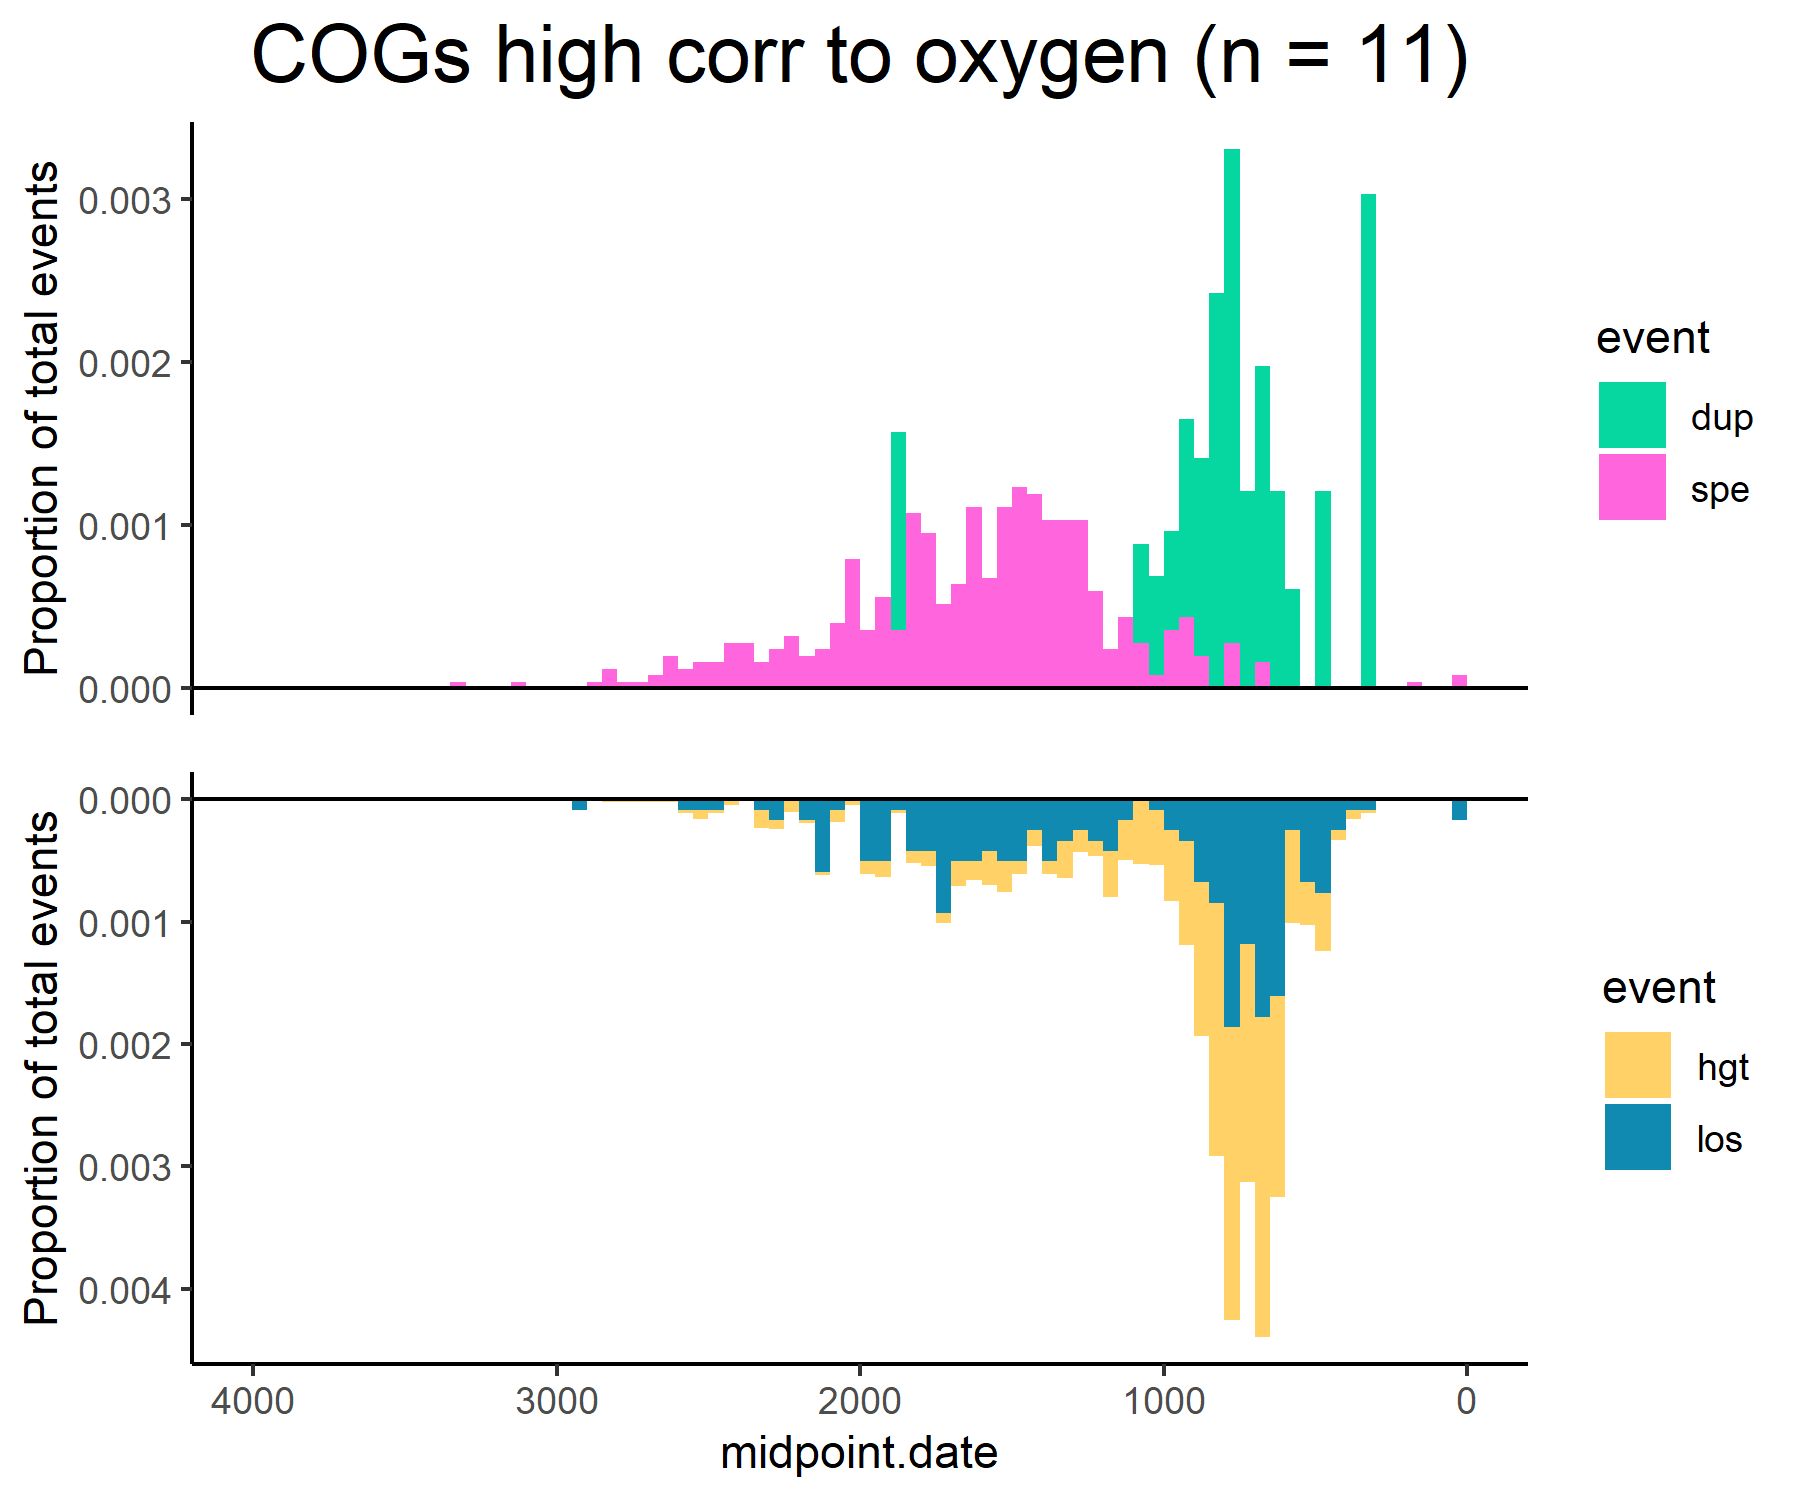 COGs high corr to oxygen (n = 11)
Proportion of total events
0.003
0.002
0.001
0.000
event
dup
spe
Proportion of total events
0.000
0.001
0.002
0.003
0.004
event
hgt
los
4000 3000 2000 1000 0
midpoint.date